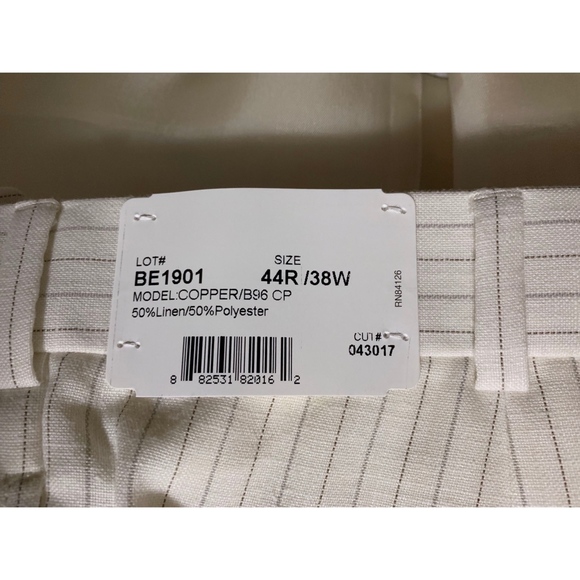 LOT# SIZE
BE1901 44R /38W
MODEL:COPPER/B96 CP
50%Linen/50%Polyester
CUT#
043017
8 82531 82016 2
RN84126